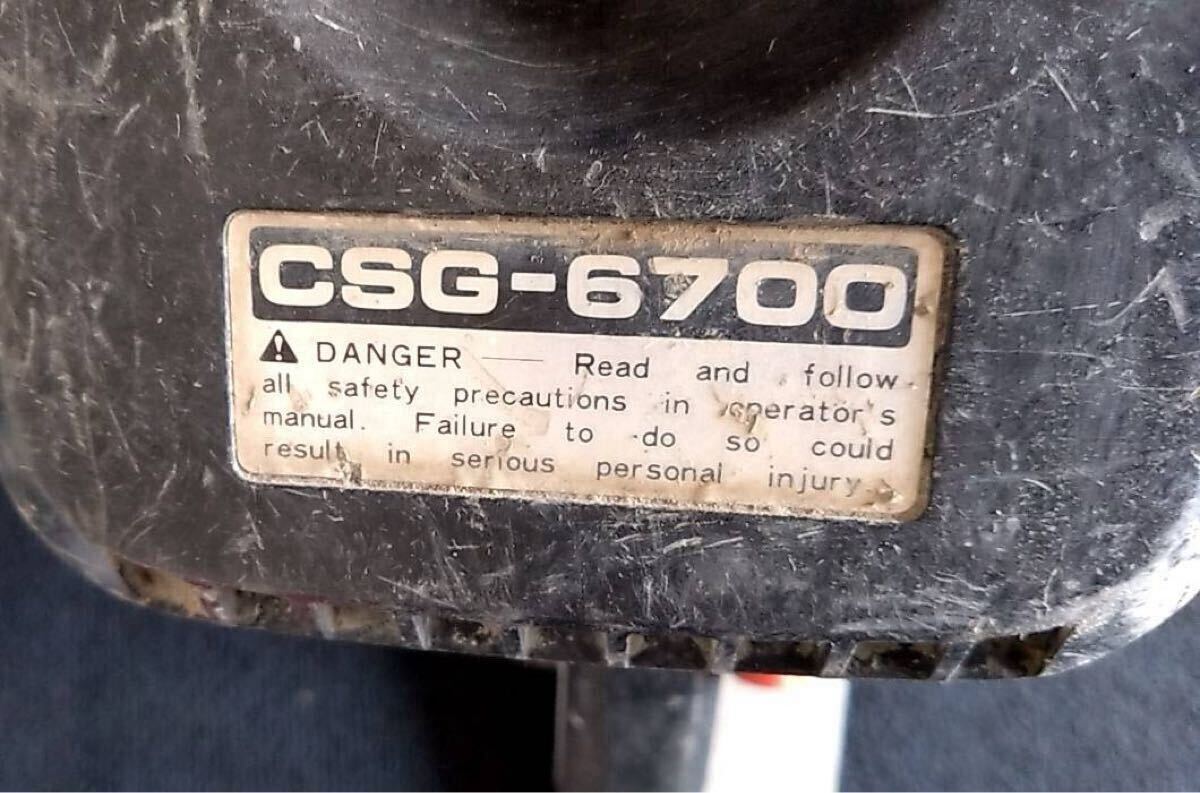 CSG-6700
⚠ DANGER — Read and follow
all safety precautions in operator's
manual. Failure to do so could
result in serious personal injury.